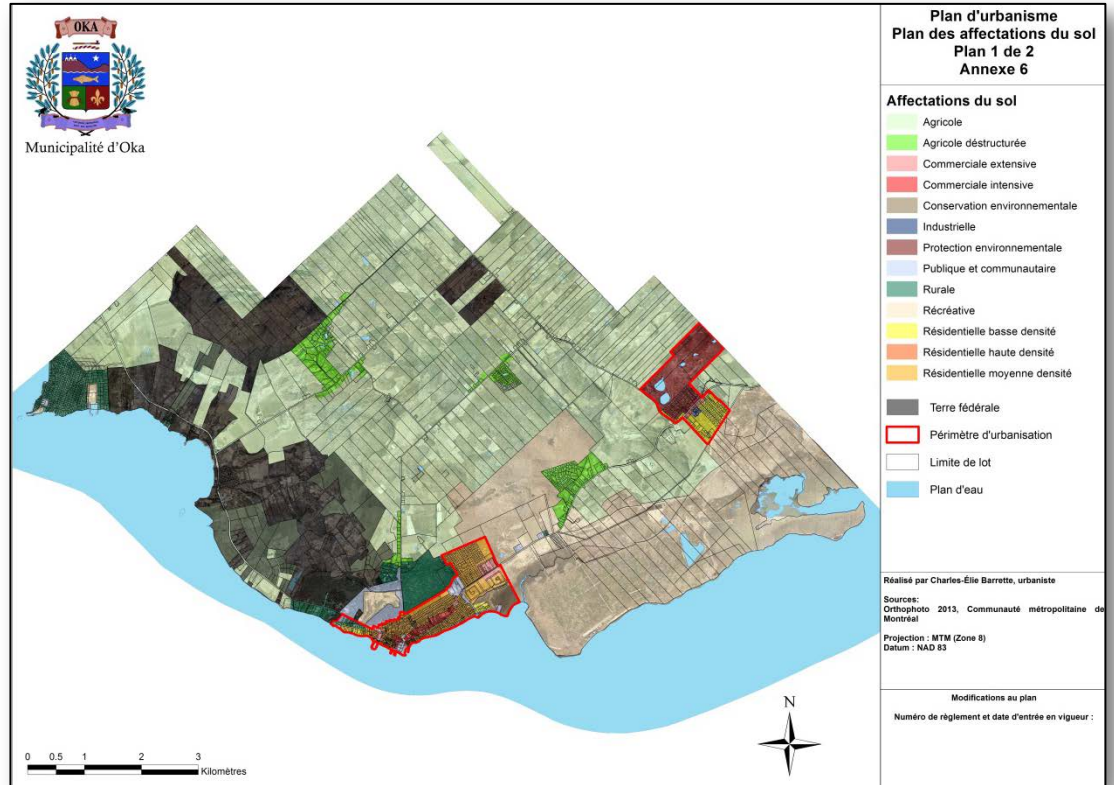 OKA
Municipalité d'Oka
Plan d'urbanisme
Plan des affectations du sol
Plan 1 de 2
Annexe 6
Affectations du sol
Agricole
Agricole déstructurée
Commerciale extensive
Commerciale intensive
Conservation environnementale
Industrielle
Protection environnementale
Publique et communautaire
Rurale
Récréative
Résidentielle basse densité
Résidentielle haute densité
Résidentielle moyenne densité
Terre fédérale
Périmètre d'urbanisation
Limite de lot
Plan d'eau
Réalisé par Charles-Élie Barrette, urbaniste
Sources:
Orthophoto 2013, Communauté métropolitaine de
Montréal
Projection : MTM (Zone 8)
Datum : NAD 83
Modifications au plan
Numéro de règlement et date d'entrée en vigueur :
N
0 0.5 1 2 3
Kilomètres